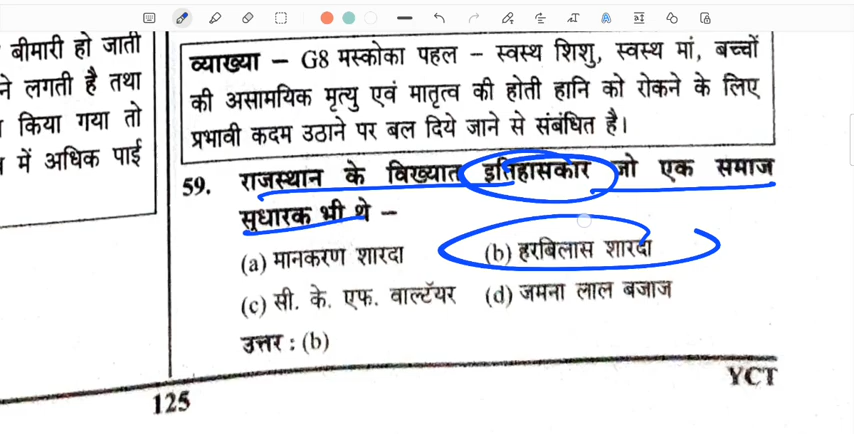 बीमारी हो जाती
ने लगती है तथा
किया गया तो
में अधिक पाई
व्याख्या – G8 मस्कोका पहल – स्वस्थ शिशु, स्वस्थ मां, बच्चों
की असामयिक मृत्यु एवं मातृत्व की होती हानि को रोकने के लिए
प्रभावी कदम उठाने पर बल दिये जाने से संबंधित है।
59. राजस्थान के विख्यात इतिहासकार जो एक समाज
सुधारक भी थे –
(a) मानकरण शारदा (b) हरबिलास शारदा
(c) सी. के. एफ. वाल्टॅयर (d) जमना लाल बजाज
उत्तर : (b)
125
YCT